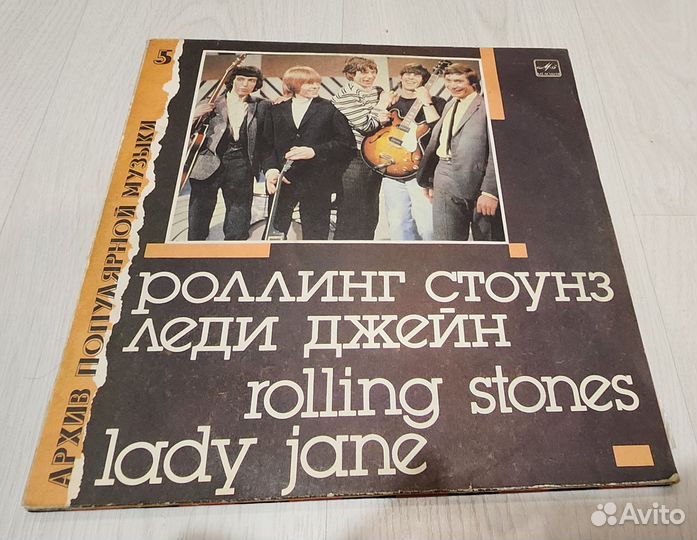 5
АРХИВ ПОПУЛЯРНОЙ МУЗЫКИ
РОЛЛИНГ СТОУНЗ
ЛЕДИ ДЖЕЙН
rolling stones
lady jane
Avito